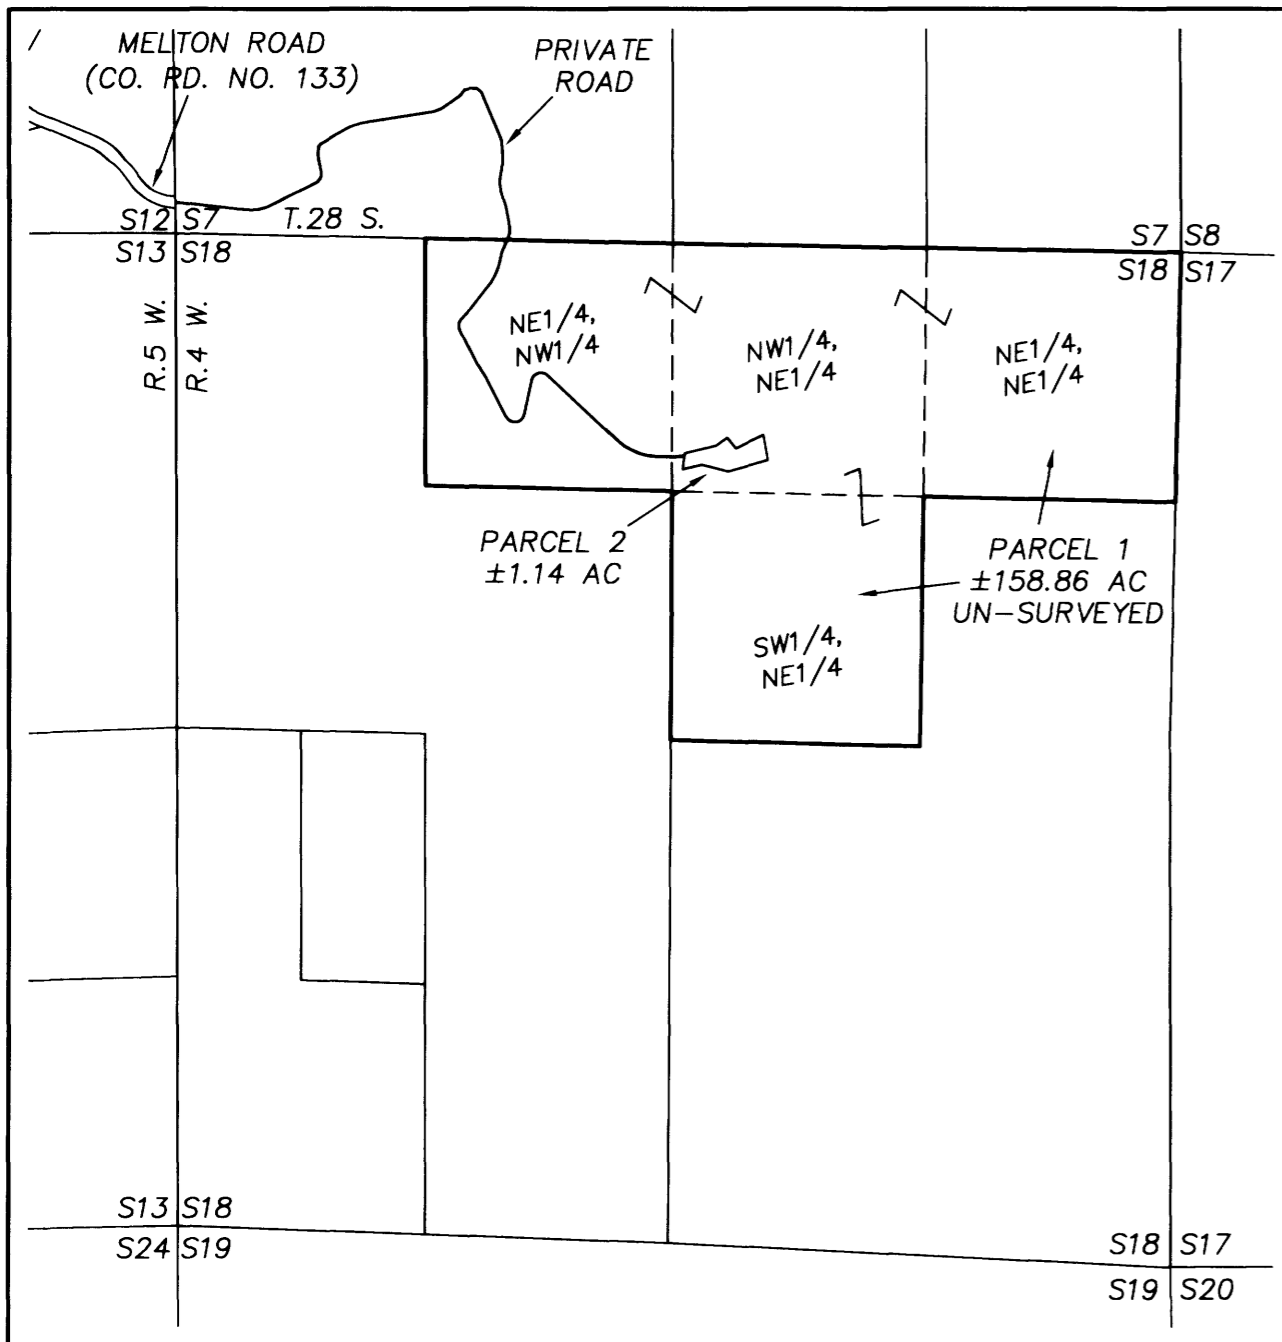 MELTON ROAD
(CO. RD. NO. 133)
PRIVATE
ROAD
S12 S7
T.28 S.
S13 S18
S7 S8
S18 S17
R.5 W.
R.4 W.
NE1/4,
NW1/4
NW1/4,
NE1/4
NE1/4,
NE1/4
PARCEL 2
±1.14 AC
PARCEL 1
±158.86 AC
UN-SURVEYED
SW1/4,
NE1/4
S13 S18
S24 S19
S18 S17
S19 S20